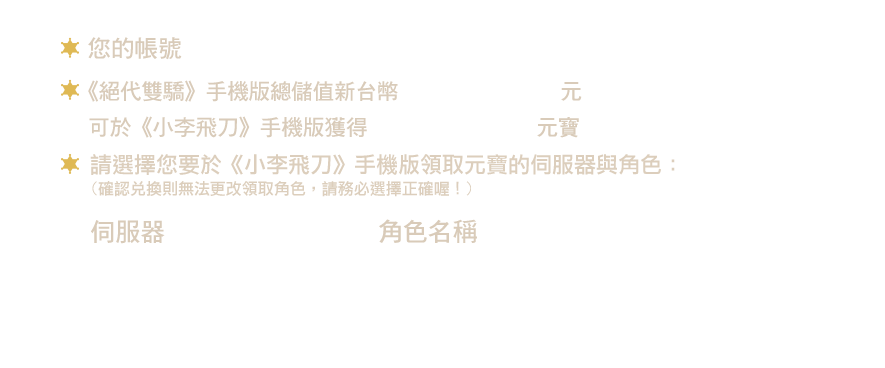 您的帳號
《絕代雙驕》手機版總儲值新台幣 元
可於《小李飛刀》手機版獲得 元寶
請選擇您要於《小李飛刀》手機版領取元寶的伺服器與角色：
（確認兌換則無法更改領取角色，請務必選擇正確喔！）
伺服器 角色名稱